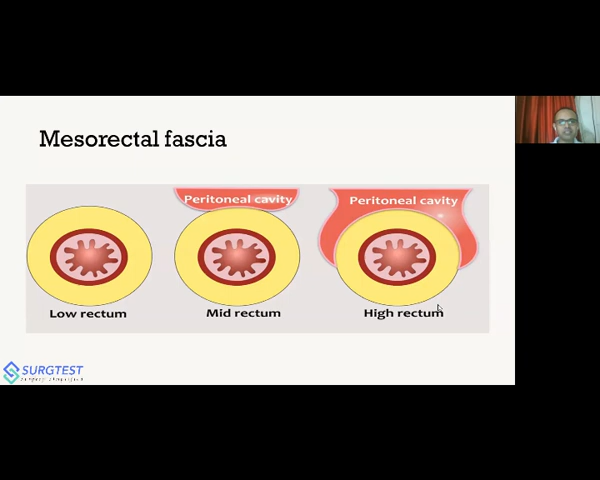 Mesorectal fascia
Peritoneal cavity
Peritoneal cavity
Low rectum
Mid rectum
High rectum
SURGTEST